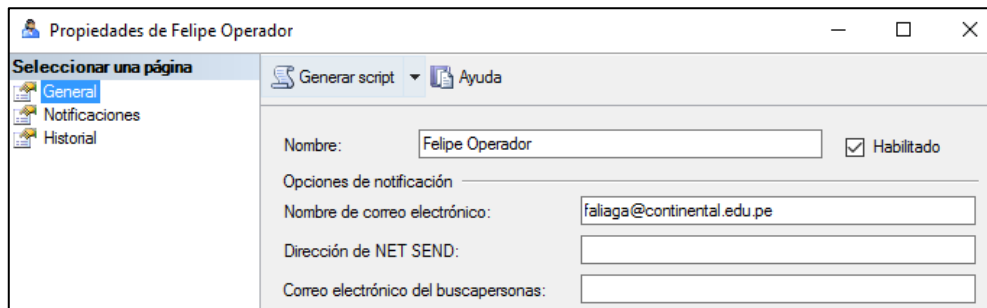 Propiedades de Felipe Operador
Seleccionar una página
General
Notificaciones
Historial
Generar script
Ayuda
Nombre: Felipe Operador Habilitado
Opciones de notificación
Nombre de correo electrónico: faliaga@continental.edu.pe
Dirección de NET SEND:
Correo electrónico del buscapersonas: